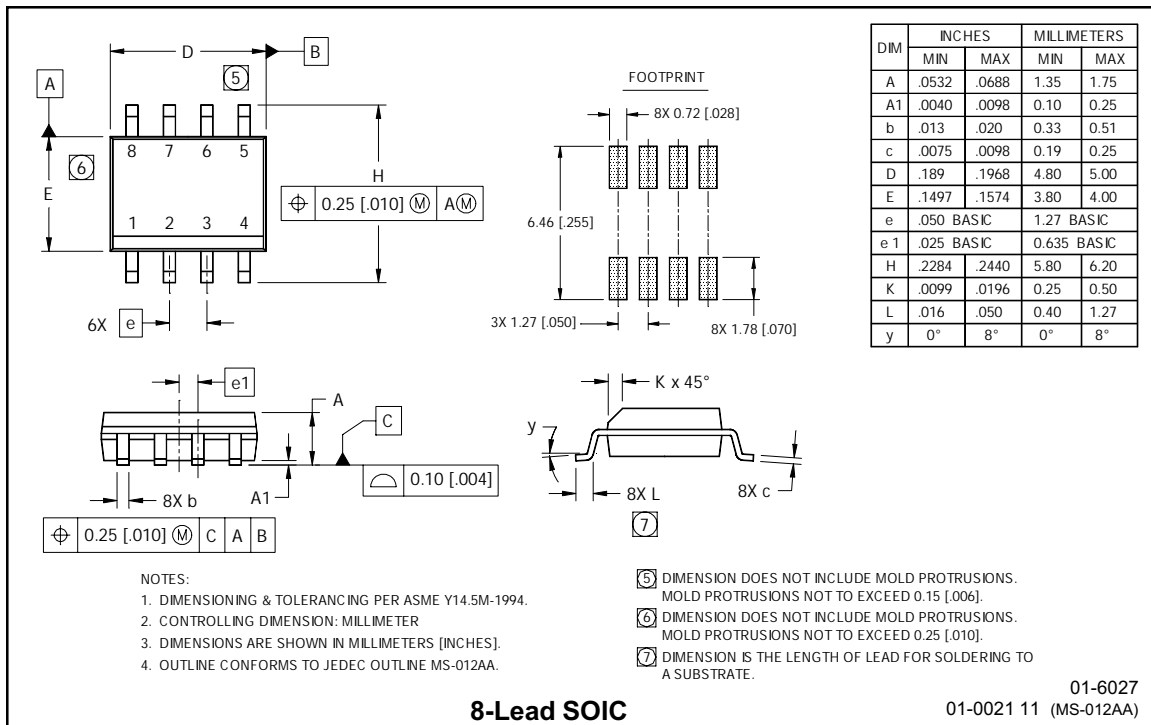 D
B
A
5
8 7 6 5
6
E
H
0.25 [.010] M A M
1 2 3 4
6X e
FOOTPRINT
8X 0.72 [.028]
6.46 [.255]
3X 1.27 [.050]
8X 1.78 [.070]
DIM INCHES MILLIMETERS
MIN MAX MIN MAX
A .0532 .0688 1.35 1.75
A1 .0040 .0098 0.10 0.25
b .013 .020 0.33 0.51
c .0075 .0098 0.19 0.25
D .189 .1968 4.80 5.00
E .1497 .1574 3.80 4.00
e .050 BASIC 1.27 BASIC
e 1 .025 BASIC 0.635 BASIC
H .2284 .2440 5.80 6.20
K .0099 .0196 0.25 0.50
L .016 .050 0.40 1.27
y 0° 8° 0° 8°
e1
A
C
0.10 [.004]
A1
8X b
0.25 [.010] M C A B
K x 45°
y
8X L
7
8X c
NOTES:
1. DIMENSIONING & TOLERANCING PER ASME Y14.5M-1994.
2. CONTROLLING DIMENSION: MILLIMETER
3. DIMENSIONS ARE SHOWN IN MILLIMETERS [INCHES].
4. OUTLINE CONFORMS TO JEDEC OUTLINE MS-012AA.
5 DIMENSION DOES NOT INCLUDE MOLD PROTRUSIONS.
MOLD PROTRUSIONS NOT TO EXCEED 0.15 [.006].
6 DIMENSION DOES NOT INCLUDE MOLD PROTRUSIONS.
MOLD PROTRUSIONS NOT TO EXCEED 0.25 [.010].
7 DIMENSION IS THE LENGTH OF LEAD FOR SOLDERING TO
A SUBSTRATE.
8-Lead SOIC
01-6027
01-0021 11 (MS-012AA)